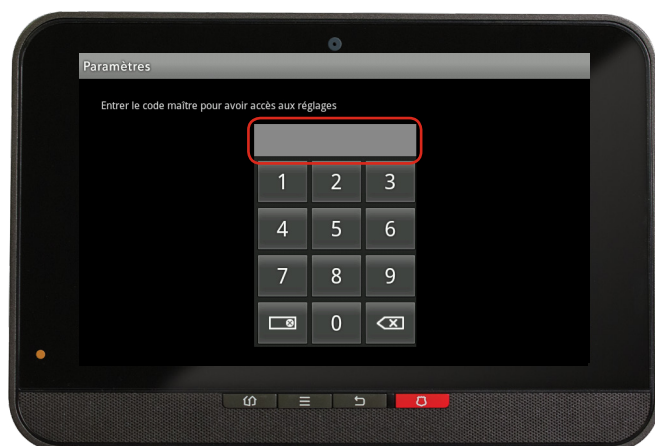 Paramètres
Entrer le code maître pour avoir accès aux réglages
1 2 3
4 5 6
7 8 9
0